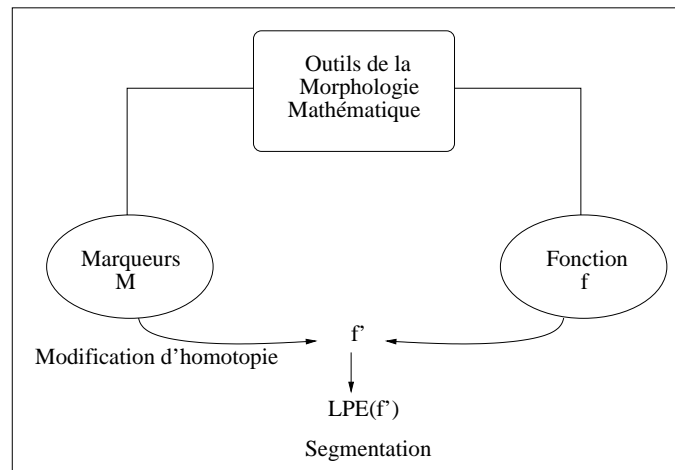 Outils de la
Morphologie
Mathématique
Marqueurs
M
Fonction
f
f’
Modification d’homotopie
LPE(f’)
Segmentation